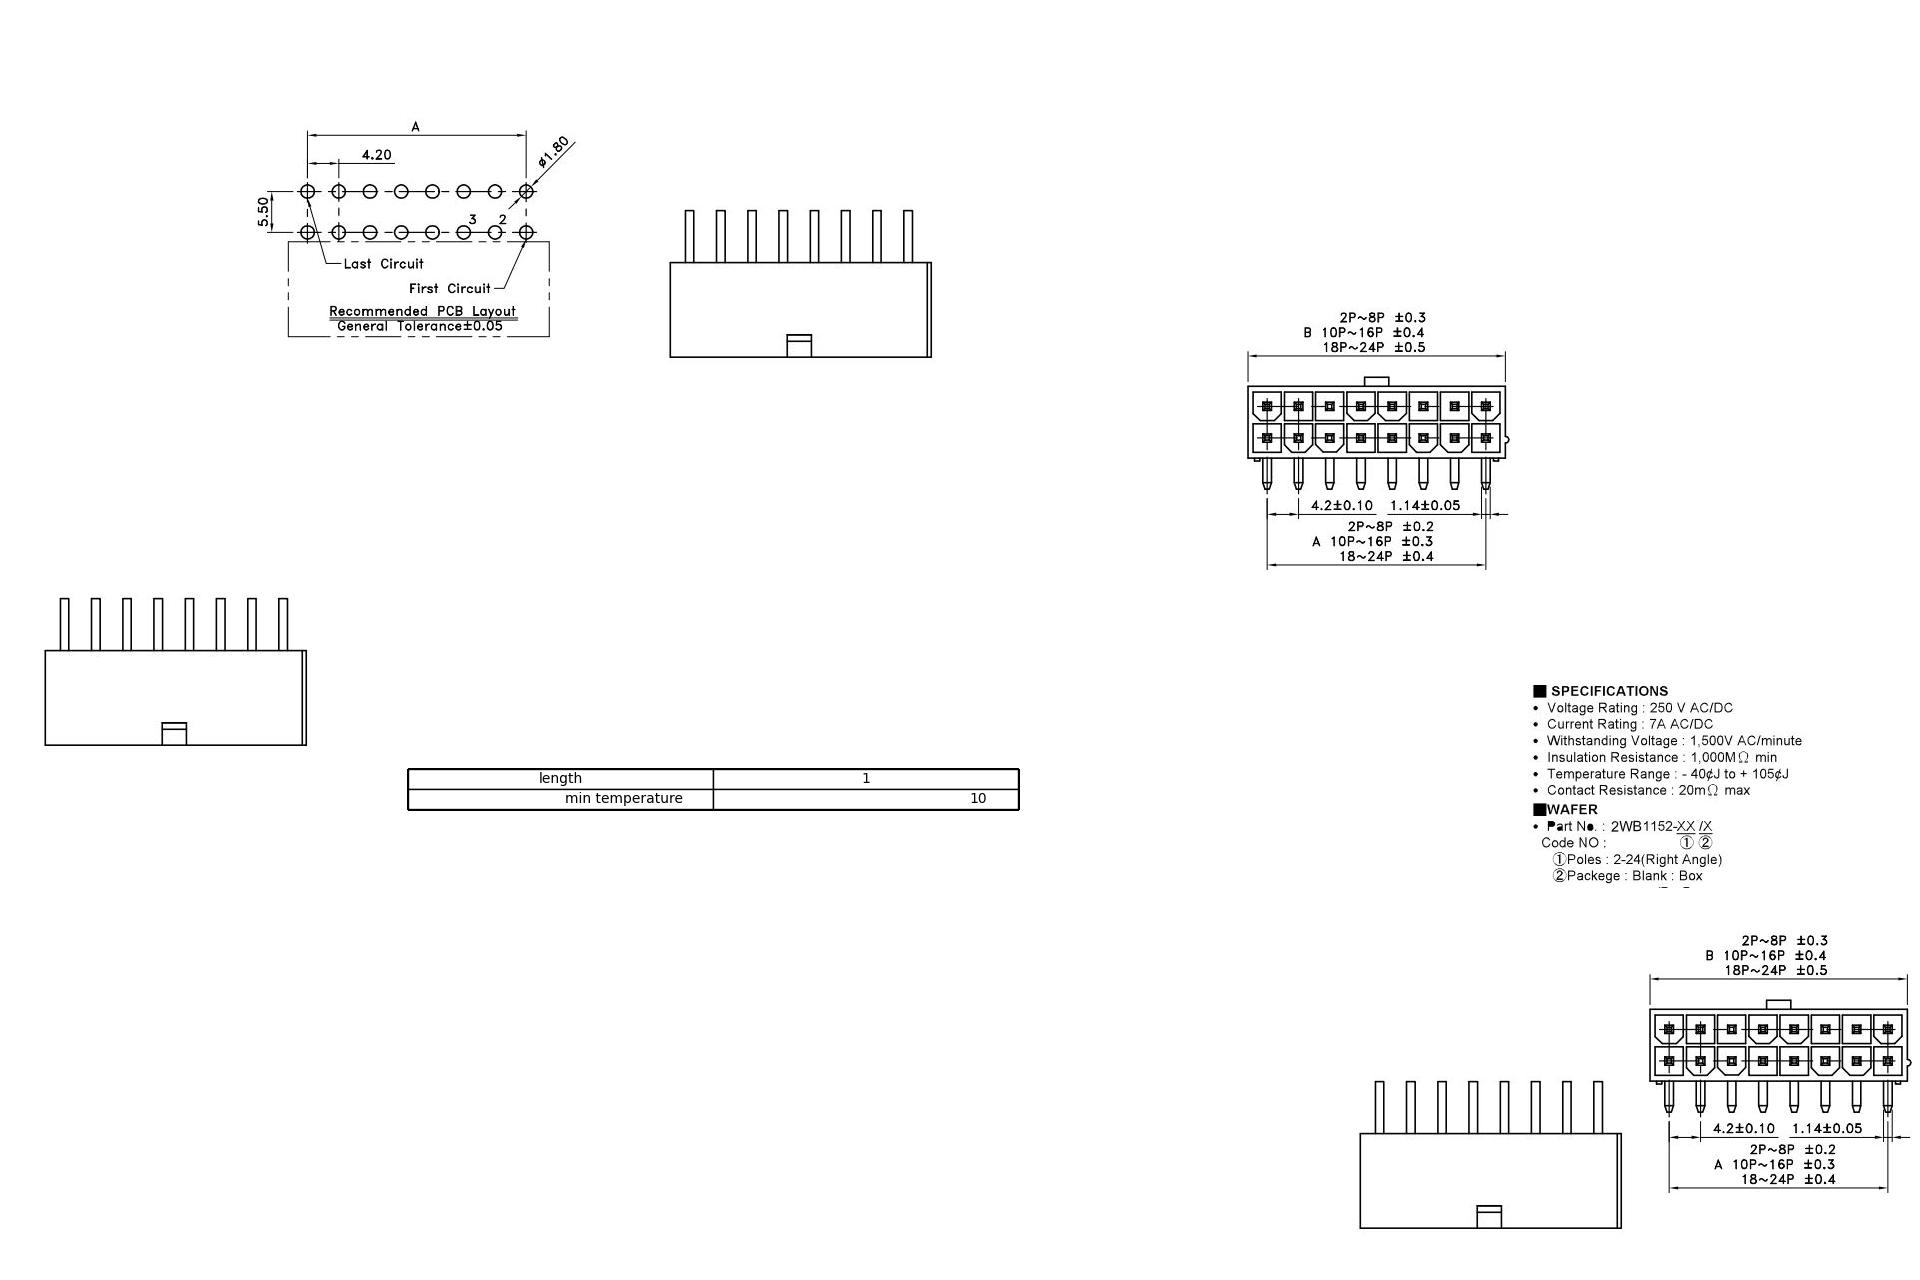 A
4.20
ø1.80
5.50
3 2
Last Circuit
First Circuit
Recommended PCB Layout
General Tolerance±0.05
2P~8P ±0.3
B 10P~16P ±0.4
18P~24P ±0.5
4.2±0.10 1.14±0.05
2P~8P ±0.2
A 10P~16P ±0.3
18~24P ±0.4
length 1
min temperature 10
■ SPECIFICATIONS
• Voltage Rating : 250 V AC/DC
• Current Rating : 7A AC/DC
• Withstanding Voltage : 1,500V AC/minute
• Insulation Resistance : 1,000MΩ min
• Temperature Range : - 40¢J to + 105¢J
• Contact Resistance : 20mΩ max
■WAFER
• Part No. : 2WB1152-XX /X
Code NO : ① ②
①Poles : 2-24(Right Angle)
②Packege : Blank : Box
2P~8P ±0.3
B 10P~16P ±0.4
18P~24P ±0.5
4.2±0.10 1.14±0.05
2P~8P ±0.2
A 10P~16P ±0.3
18~24P ±0.4